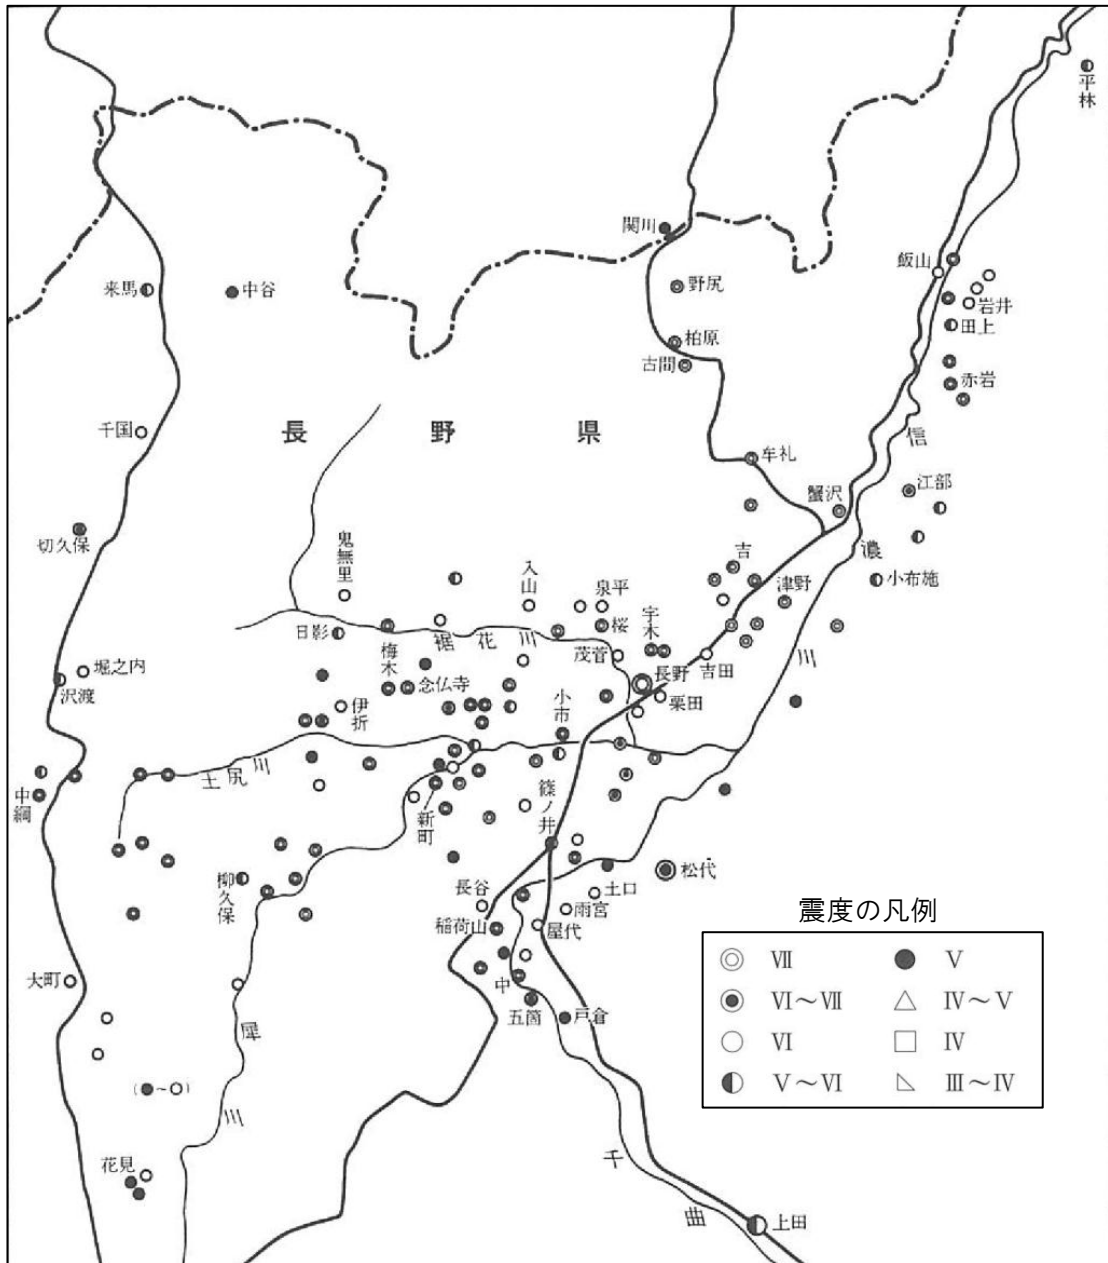 平林
関川
飯山
野尻
来馬
中谷
岩井
田上
柏原
古間
赤岩
千国
長野県
信濃川
牟礼
江部
蟹沢
切久保
鬼無里
入山
泉平
吉
津野
小布施
日影
裾花川
桜
宇木
茂菅
梅木
堀之内
沢渡
念仏寺
長野
吉田
伊折
小市
栗田
土尻川
中綱
新町
篠ノ井
柳久保
松代
長谷
土口
雨宮
稲荷山
屋代
大町
中
五箇
戸倉
犀川
(~)
花見
千曲
上田
震度の凡例
Ⅶ
Ⅵ～Ⅶ
Ⅵ
Ⅴ～Ⅵ
Ⅴ
Ⅳ～Ⅴ
Ⅳ
Ⅲ～Ⅳ